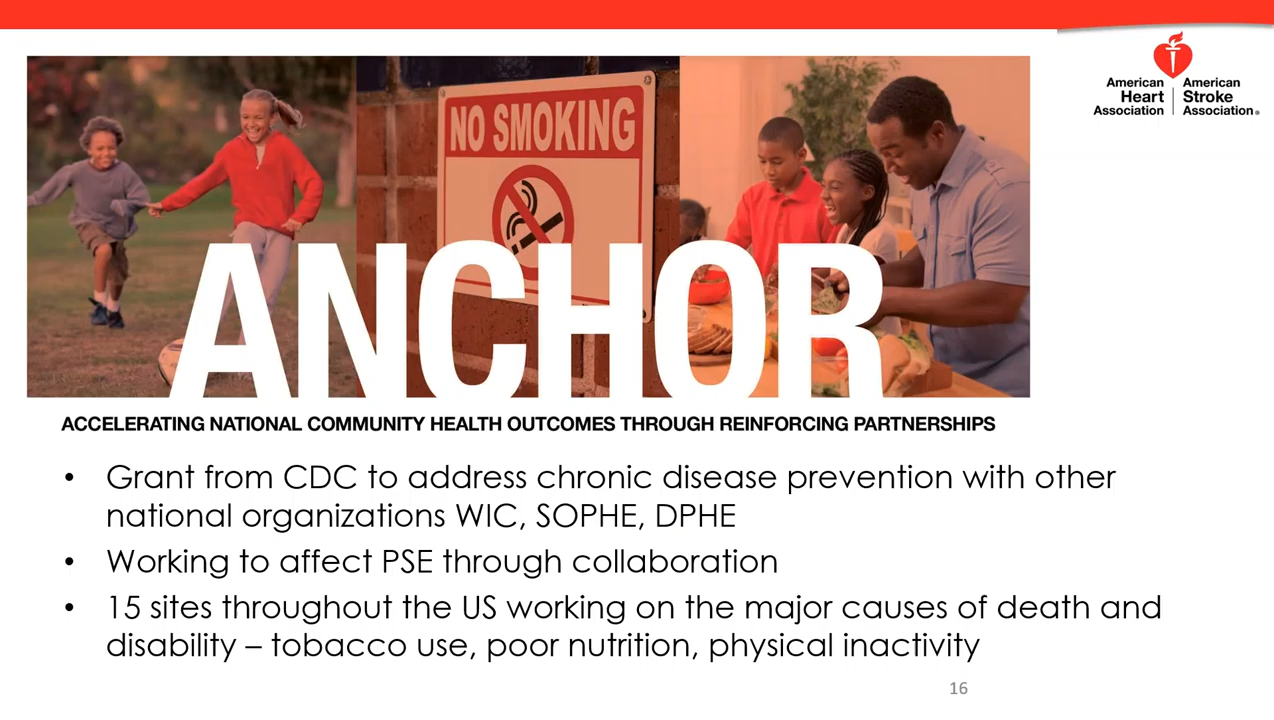 American
Heart
Association
American
Stroke
Association®
NO SMOKING
ANCHOR
ACCELERATING NATIONAL COMMUNITY HEALTH OUTCOMES THROUGH REINFORCING PARTNERSHIPS
• Grant from CDC to address chronic disease prevention with other
national organizations WIC, SOPHE, DPHE
• Working to affect PSE through collaboration
• 15 sites throughout the US working on the major causes of death and
disability – tobacco use, poor nutrition, physical inactivity
16